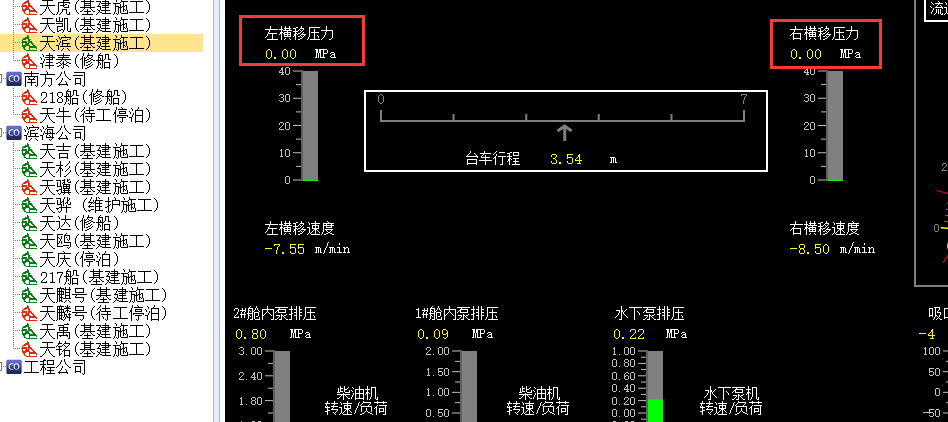 天虎(基建施工)
天凯(基建施工)
天滨(基建施工)
津泰(修船)
南方公司
218船(修船)
天牛(待工停泊)
滨海公司
天吉(基建施工)
天杉(基建施工)
天骥(基建施工)
天骅 (维护施工)
天达(修船)
天鸥(基建施工)
天庆(停泊)
217船(基建施工)
天麒号(基建施工)
天麟号(待工停泊)
天禹(基建施工)
天铭(基建施工)
工程公司
左横移压力
0.00 MPa
40
30
20
10
0
0 7
台车行程 3.54 m
右横移压力
0.00 MPa
40
30
20
10
0
左横移速度
-7.55 m/min
右横移速度
-8.50 m/min
2#舱内泵排压
0.80 MPa
3.00
2.40
1.80
柴油机
转速/负荷
1#舱内泵排压
0.09 MPa
2.00
1.50
1.00
0.50
柴油机
转速/负荷
水下泵排压
0.22 MPa
1.00
0.80
0.60
0.40
0.20
0.00
水下泵机
转速/负荷
0
-4
100
50
0
-50